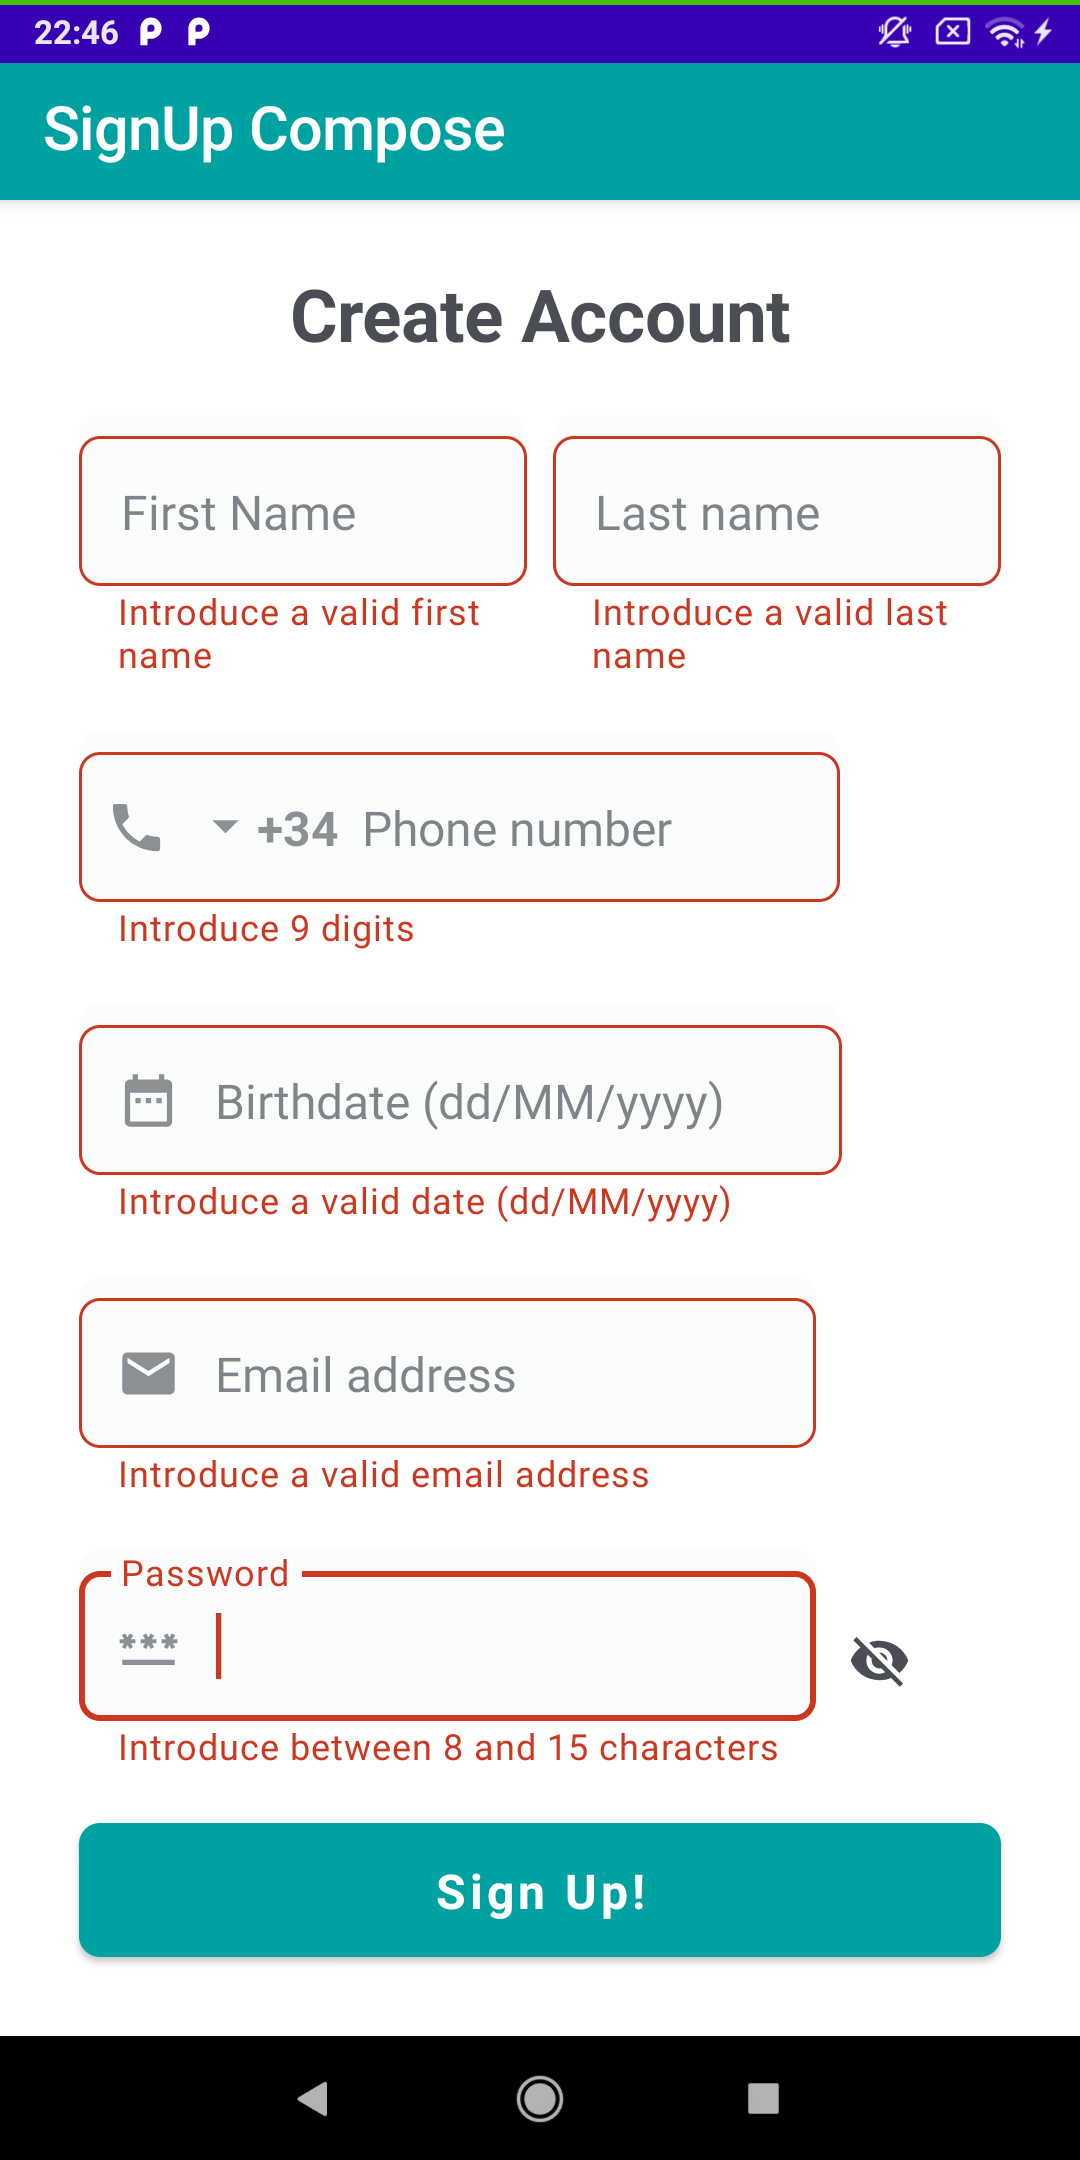 22:46
SignUp Compose
Create Account
First Name
Last name
Introduce a valid first
name
Introduce a valid last
name
+34 Phone number
Introduce 9 digits
Birthdate (dd/MM/yyyy)
Introduce a valid date (dd/MM/yyyy)
Email address
Introduce a valid email address
Password
***
Introduce between 8 and 15 characters
Sign Up!